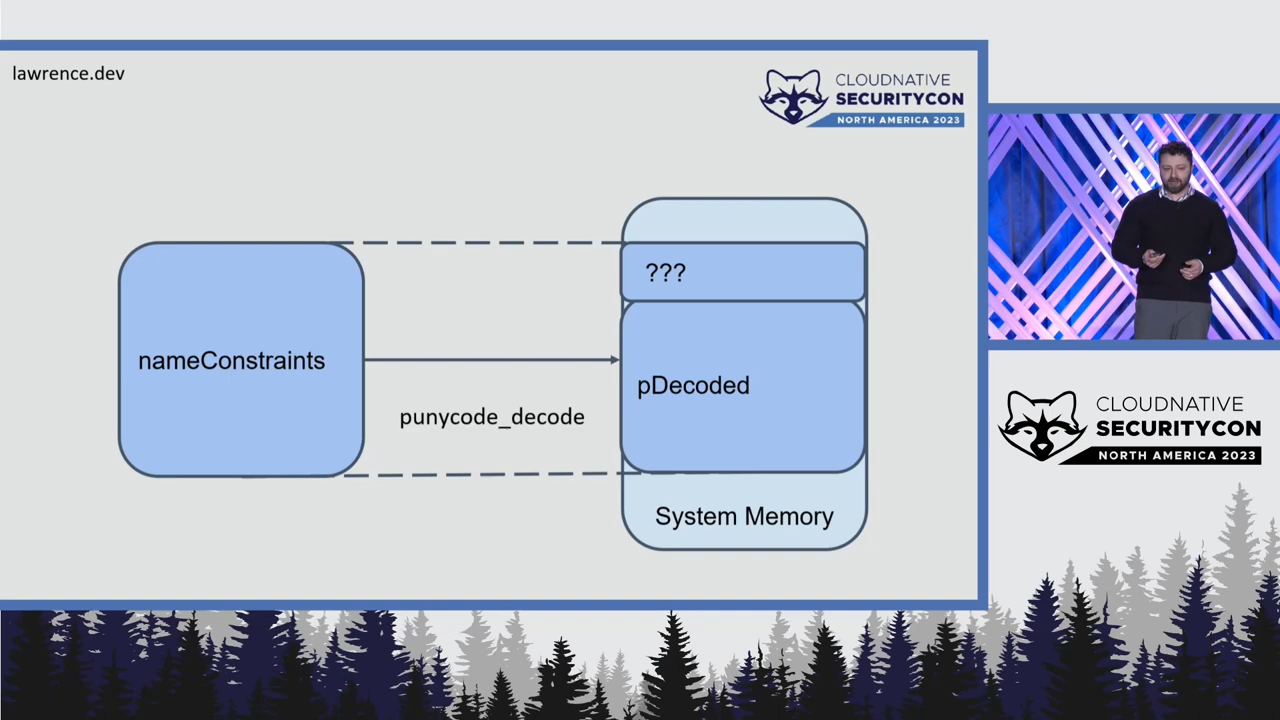 lawrence.dev
CLOUDNATIVE
SECURITYCON
NORTH AMERICA 2023
???
nameConstraints
pDecoded
punycode_decode
System Memory
CLOUDNATIVE
SECURITYCON
NORTH AMERICA 2023